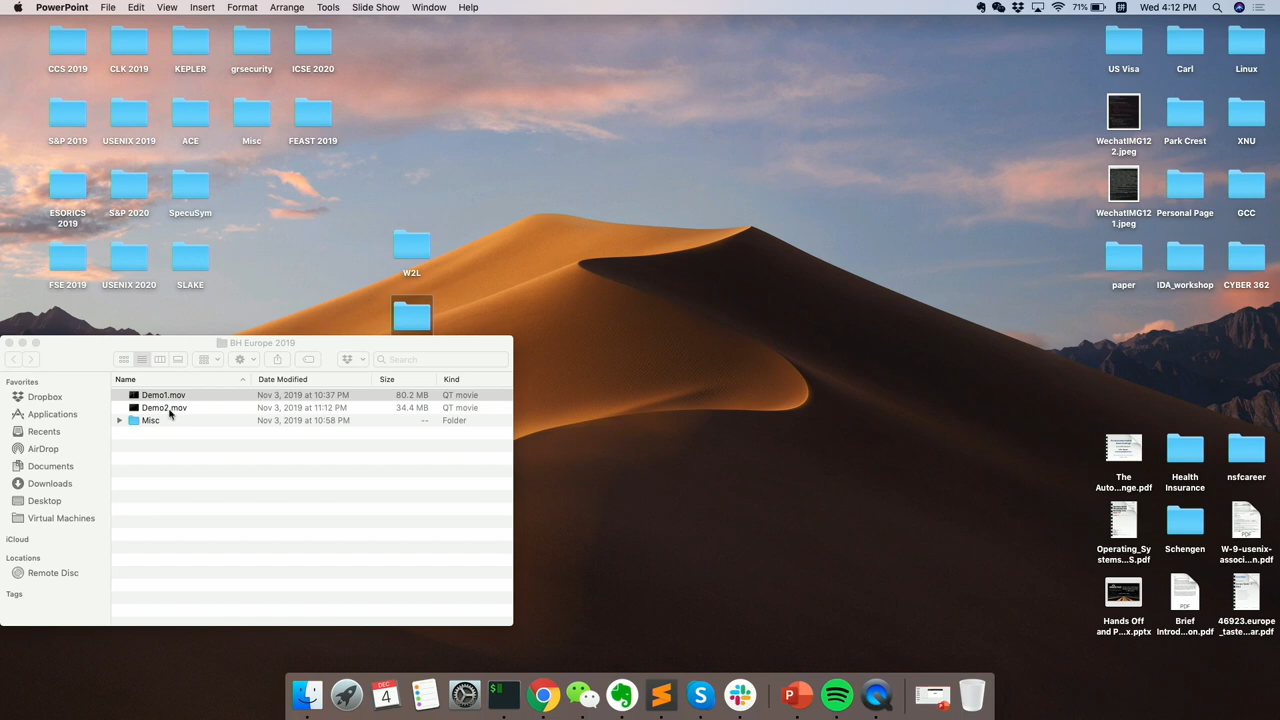 PowerPoint File Edit View Insert Format Arrange Tools Slide Show Window Help 71% Wed 4:12 PM
CCS 2019 CLK 2019 KEPLER grsecurity ICSE 2020 US Visa Carl Linux
S&P 2019 USENIX 2019 ACE Misc FEAST 2019 WechatIMG12 Park Crest XNU
2.jpeg
ESORICS S&P 2020 SpecuSym WechatIMG12 Personal Page GCC
2019 1.jpeg
FSE 2019 USENIX 2020 SLAKE W2L paper IDA_workshop CYBER 362
BH Europe 2019
Search
Favorites
Dropbox
Applications
Recents
AirDrop
Documents
Downloads
Desktop
Virtual Machines
iCloud
Locations
Remote Disc
Tags
Name Date Modified Size Kind
Demo1.mov Nov 3, 2019 at 10:37 PM 80.2 MB QT movie
Demo2.mov Nov 3, 2019 at 11:12 PM 34.4 MB QT movie
Misc Nov 3, 2019 at 10:58 PM -- Folder
The Health nsfcareer
Auto...nge.pdf Insurance
PDF
Operating_Sy Schengen W-9-usenix-
stems...S.pdf associ...n.pdf
PDF
Hands Off Brief 46923.europe
and P...x.pptx Introd...on.pdf _taste...ar.pdf
DEC
4